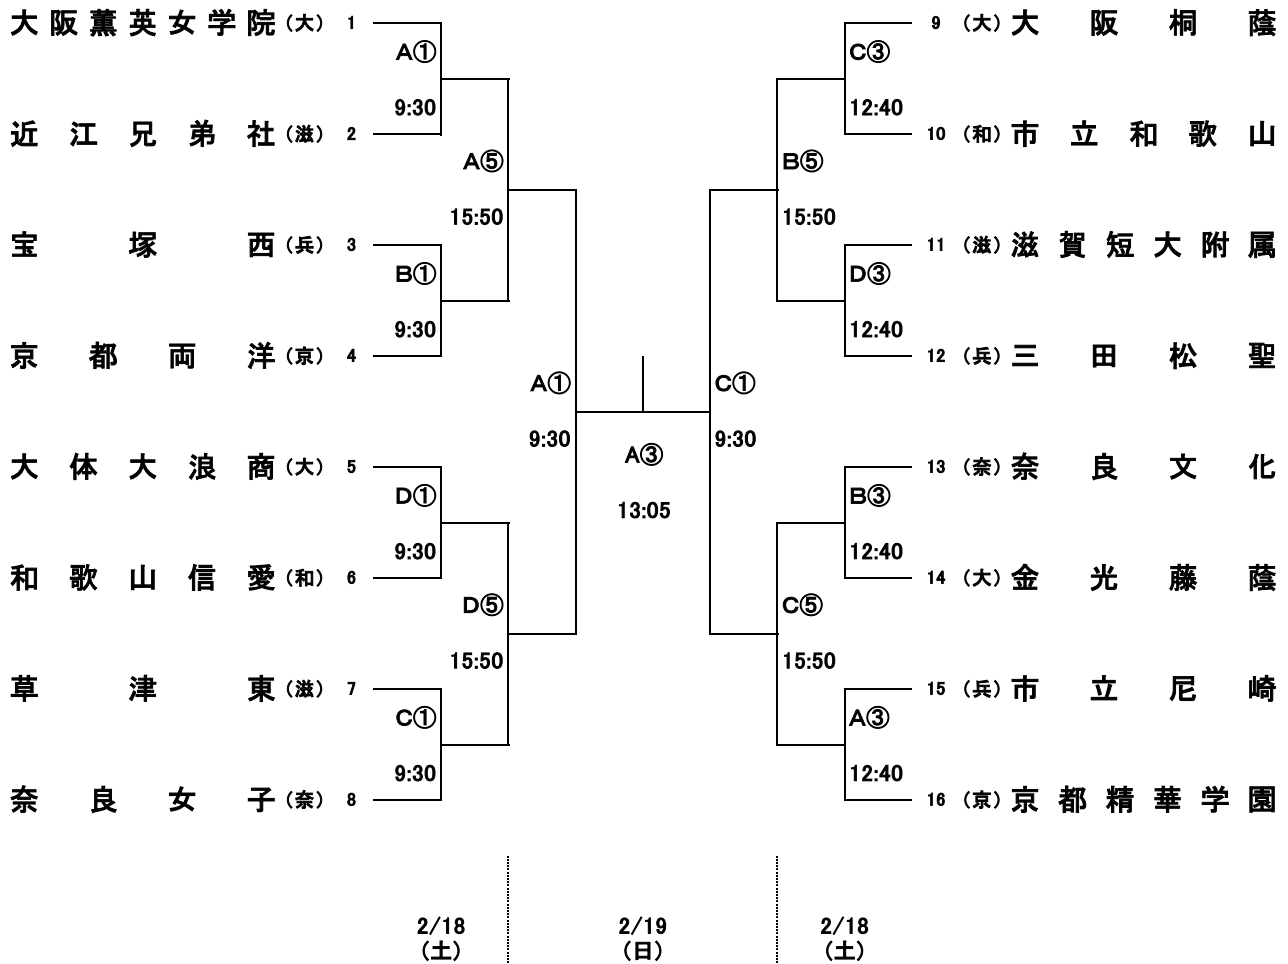 大阪薫英女学院 (大) 1
A①
9:30
近江兄弟社 (滋) 2
A⑤
15:50
宝塚西 (兵) 3
B①
9:30
京都両洋 (京) 4
A①
9:30
大体大浪商 (大) 5
D①
9:30
和歌山信愛 (和) 6
D⑤
15:50
草津東 (滋) 7
C①
9:30
奈良女子 (奈) 8
A③
13:05
9 (大) 大阪桐蔭
C③
12:40
10 (和) 市立和歌山
B⑤
15:50
11 (滋) 滋賀短大附属
D③
12:40
12 (兵) 三田松聖
C①
9:30
13 (奈) 奈良文化
B③
12:40
14 (大) 金光藤蔭
C⑤
15:50
15 (兵) 市立尼崎
A③
12:40
16 (京) 京都精華学園
2/18
(土)
2/19
(日)
2/18
(土)